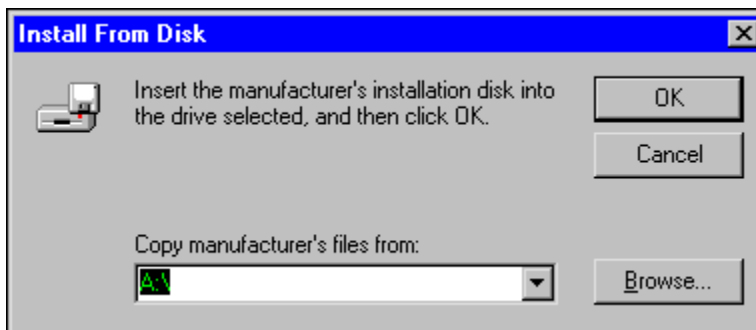 Install From Disk
Insert the manufacturer's installation disk into
the drive selected, and then click OK.
OK
Cancel
Copy manufacturer's files from:
A:\
Browse...